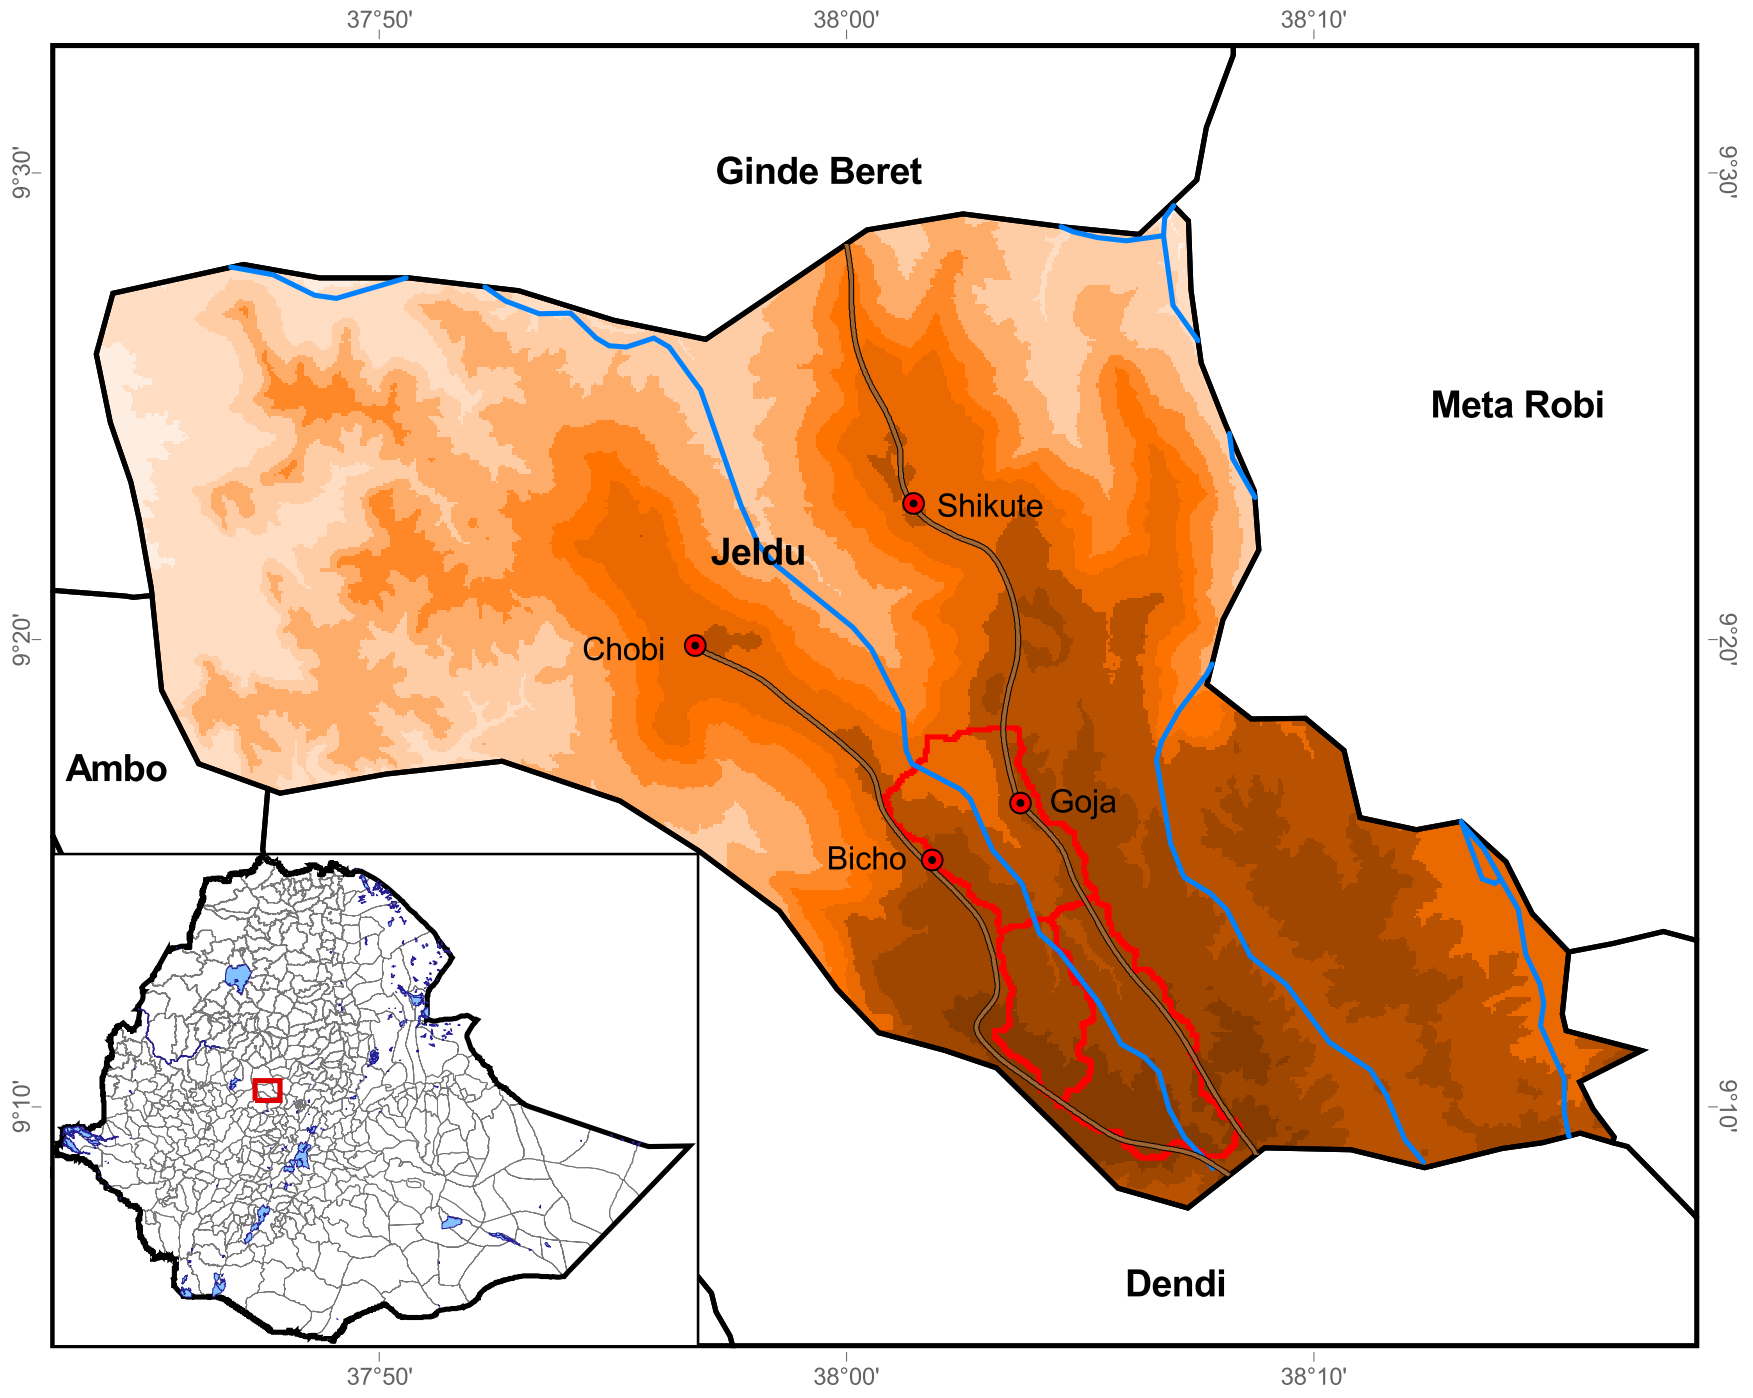 37°50' 38°00' 38°10'
Ginde Beret
9°30' 9°30'
Meta Robi
Shikute
Jeldu
Chobi
9°20' 9°20'
Ambo
Goja
Bicho
9°10' 9°10'
Dendi
37°50' 38°00' 38°10'